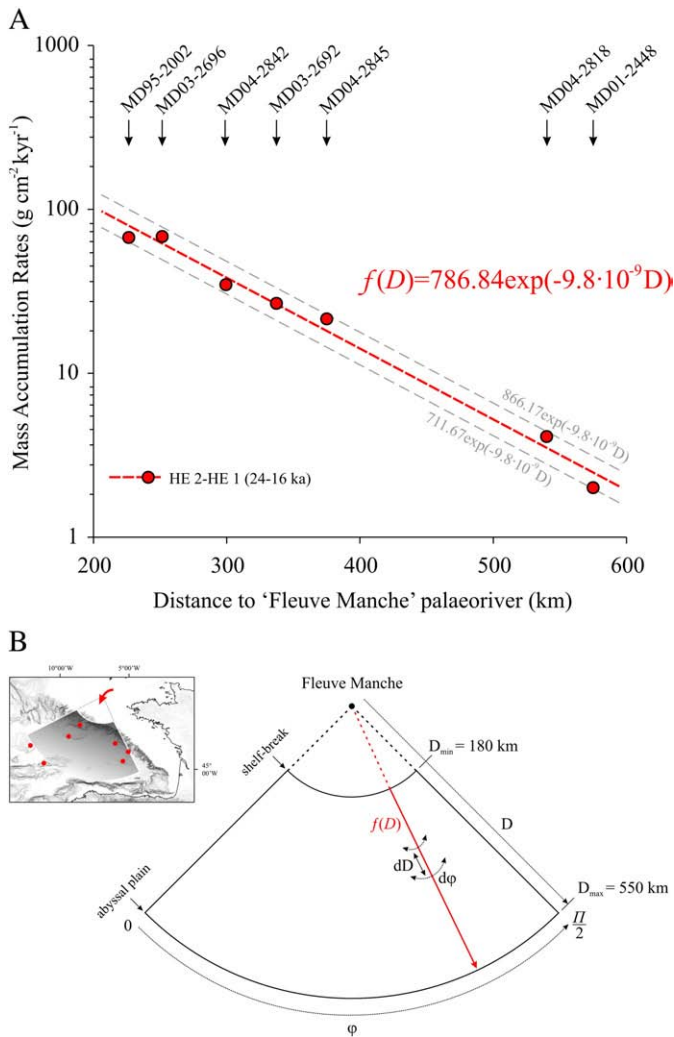 A
MD95-2002
MD03-2696
MD04-2842
MD03-2692
MD04-2845
MD04-2818
MD01-2448
1000
100
10
1
Mass Accumulation Rates (g cm⁻² kyr⁻¹)
f(D)=786.84exp(-9.8·10⁻⁹D)
866.17exp(-9.8·10⁻⁹D)
711.67exp(-9.8·10⁻⁹D)
HE 2-HE 1 (24-16 ka)
200 300 400 500 600
Distance to ‘Fleuve Manche’ palaeoriver (km)
B
10°00'W 5°00'W
45°
00'W
Fleuve Manche
shelf-break
D_min = 180 km
f(D)
D
dD
dφ
abyssal plain
D_max = 550 km
0
Π
2
φ